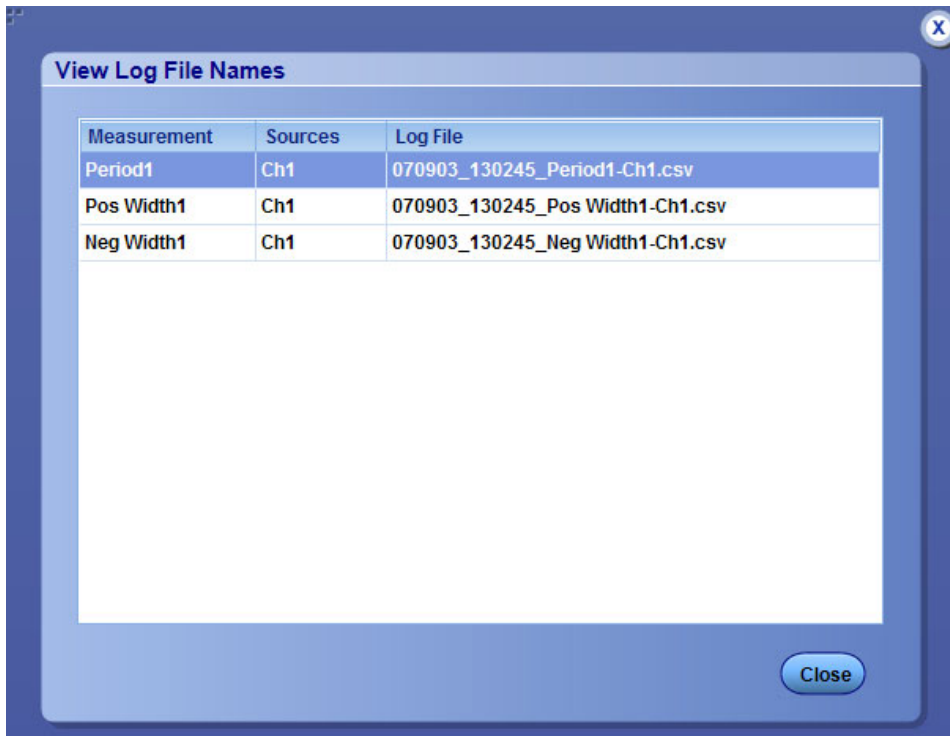 X
View Log File Names
Measurement Sources Log File
Period1 Ch1 070903_130245_Period1-Ch1.csv
Pos Width1 Ch1 070903_130245_Pos Width1-Ch1.csv
Neg Width1 Ch1 070903_130245_Neg Width1-Ch1.csv
Close